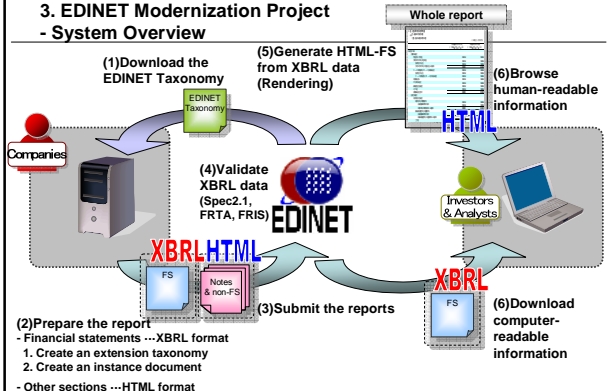 3. EDINET Modernization Project
- System Overview
Whole report
(1)Download the
EDINET Taxonomy
(5)Generate HTML-FS
from XBRL data
(Rendering)
(6)Browse
human-readable
information
EDINET
Taxonomy
HTML
Companies
(4)Validate
XBRL data
(Spec2.1,
FRTA, FRIS)
EDINET
Investors
& Analysts
XBRL
HTML
FS
Notes
& non-FS
(3)Submit the reports
XBRL
FS
(6)Download
computer-
readable
information
(2)Prepare the report
- Financial statements ···XBRL format
1. Create an extension taxonomy
2. Create an instance document
- Other sections ···HTML format